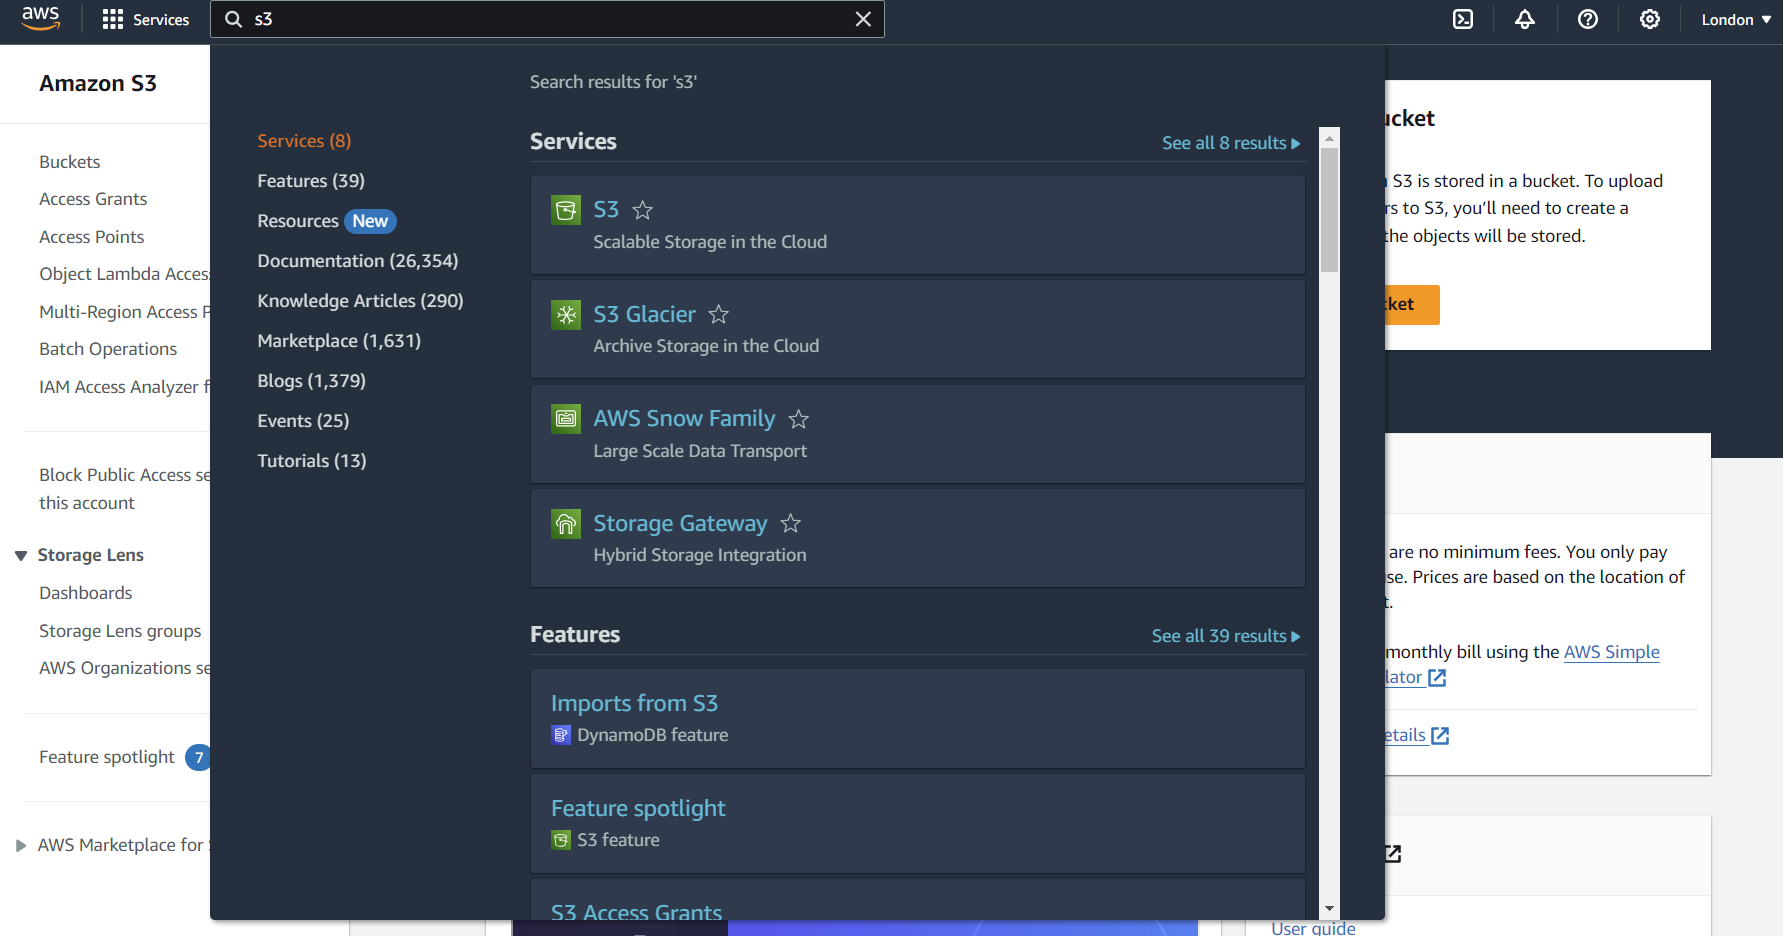 aws
Services
s3
London
Amazon S3
Buckets
Access Grants
Access Points
Object Lambda Acces
Multi-Region Access P
Batch Operations
IAM Access Analyzer f
Block Public Access se
this account
Storage Lens
Dashboards
Storage Lens groups
AWS Organizations se
Feature spotlight 7
AWS Marketplace for
Search results for 's3'
Services (8)
Features (39)
Resources New
Documentation (26,354)
Knowledge Articles (290)
Marketplace (1,631)
Blogs (1,379)
Events (25)
Tutorials (13)
Services See all 8 results
S3
Scalable Storage in the Cloud
S3 Glacier
Archive Storage in the Cloud
AWS Snow Family
Large Scale Data Transport
Storage Gateway
Hybrid Storage Integration
Features See all 39 results
Imports from S3
DynamoDB feature
Feature spotlight
S3 feature
S3 Access Grants
ucket
S3 is stored in a bucket. To upload
rs to S3, you'll need to create a
the objects will be stored.
ket
are no minimum fees. You only pay
se. Prices are based on the location of
t.
monthly bill using the AWS Simple
lator
etails
User guide